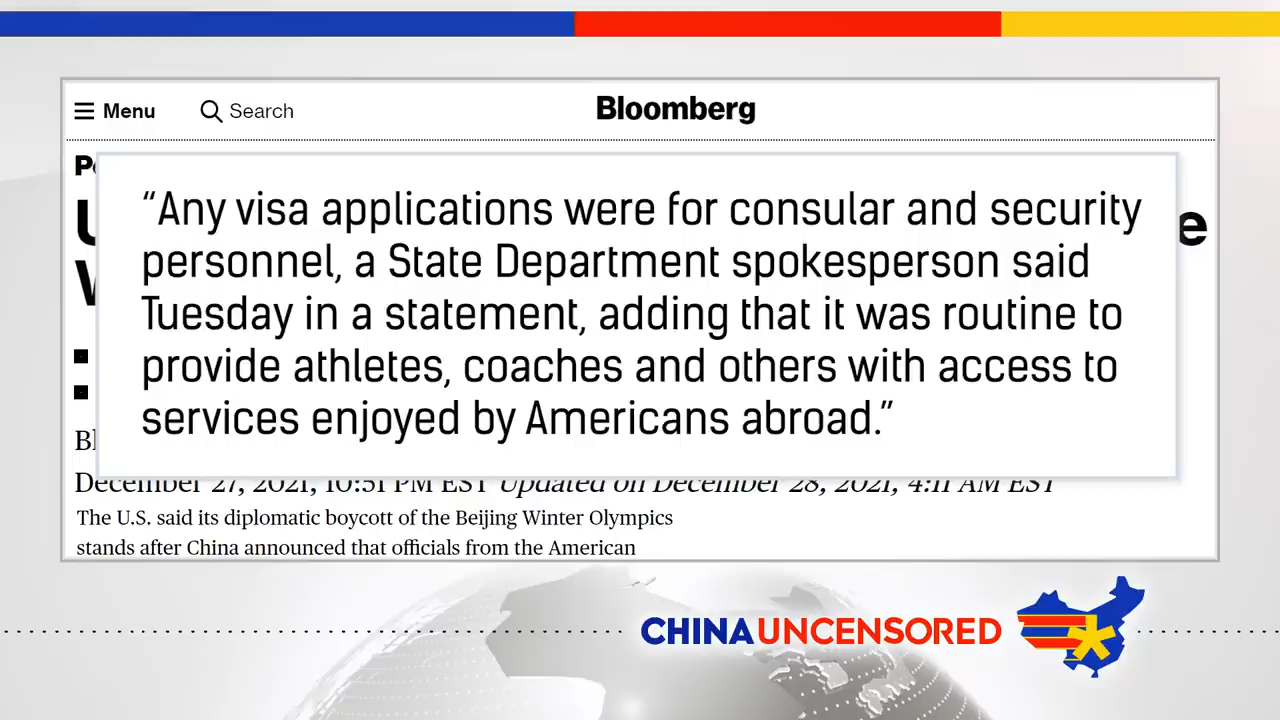 Menu
Search
Bloomberg
“Any visa applications were for consular and security
personnel, a State Department spokesperson said
Tuesday in a statement, adding that it was routine to
provide athletes, coaches and others with access to
services enjoyed by Americans abroad.”
December 27, 2021, 10:51 PM EST Updated on December 28, 2021, 4:11 AM EST
The U.S. said its diplomatic boycott of the Beijing Winter Olympics
stands after China announced that officials from the American
CHINAUNCENSORED